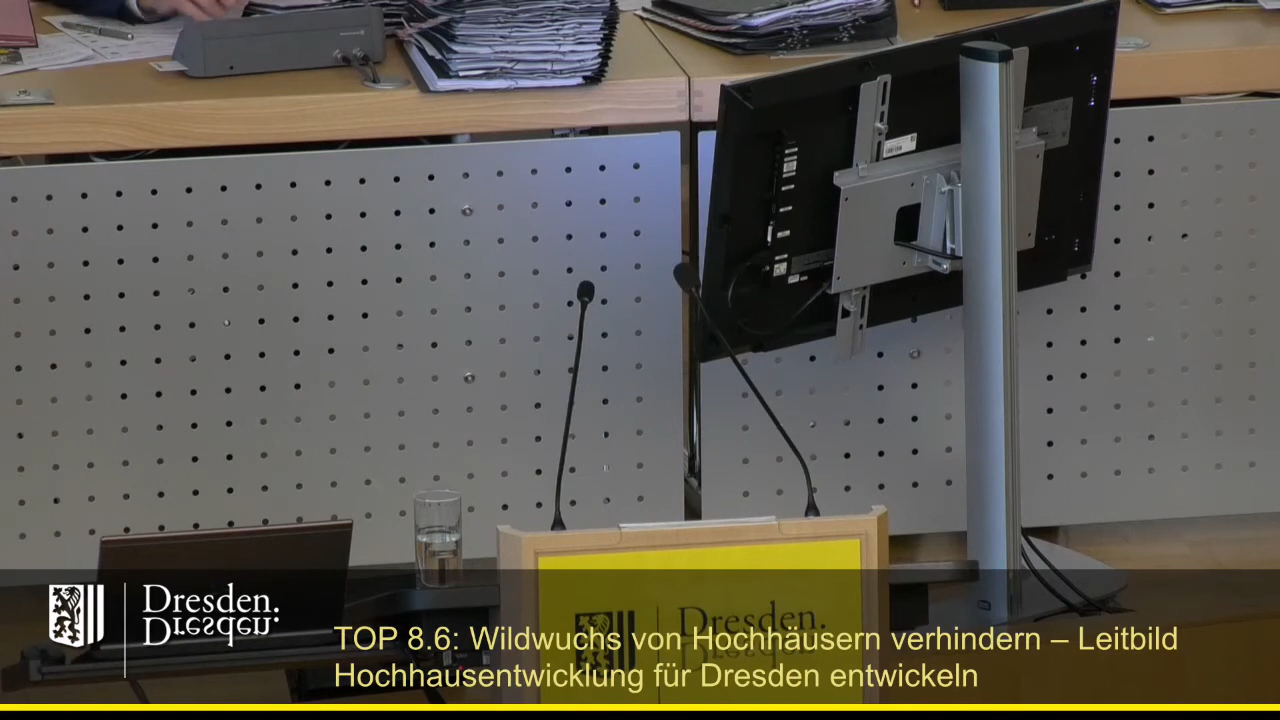 Dresden.
Dresden.
Dresden.
TOP 8.6: Wildwuchs von Hochhäusern verhindern – Leitbild
Hochhausentwicklung für Dresden entwickeln